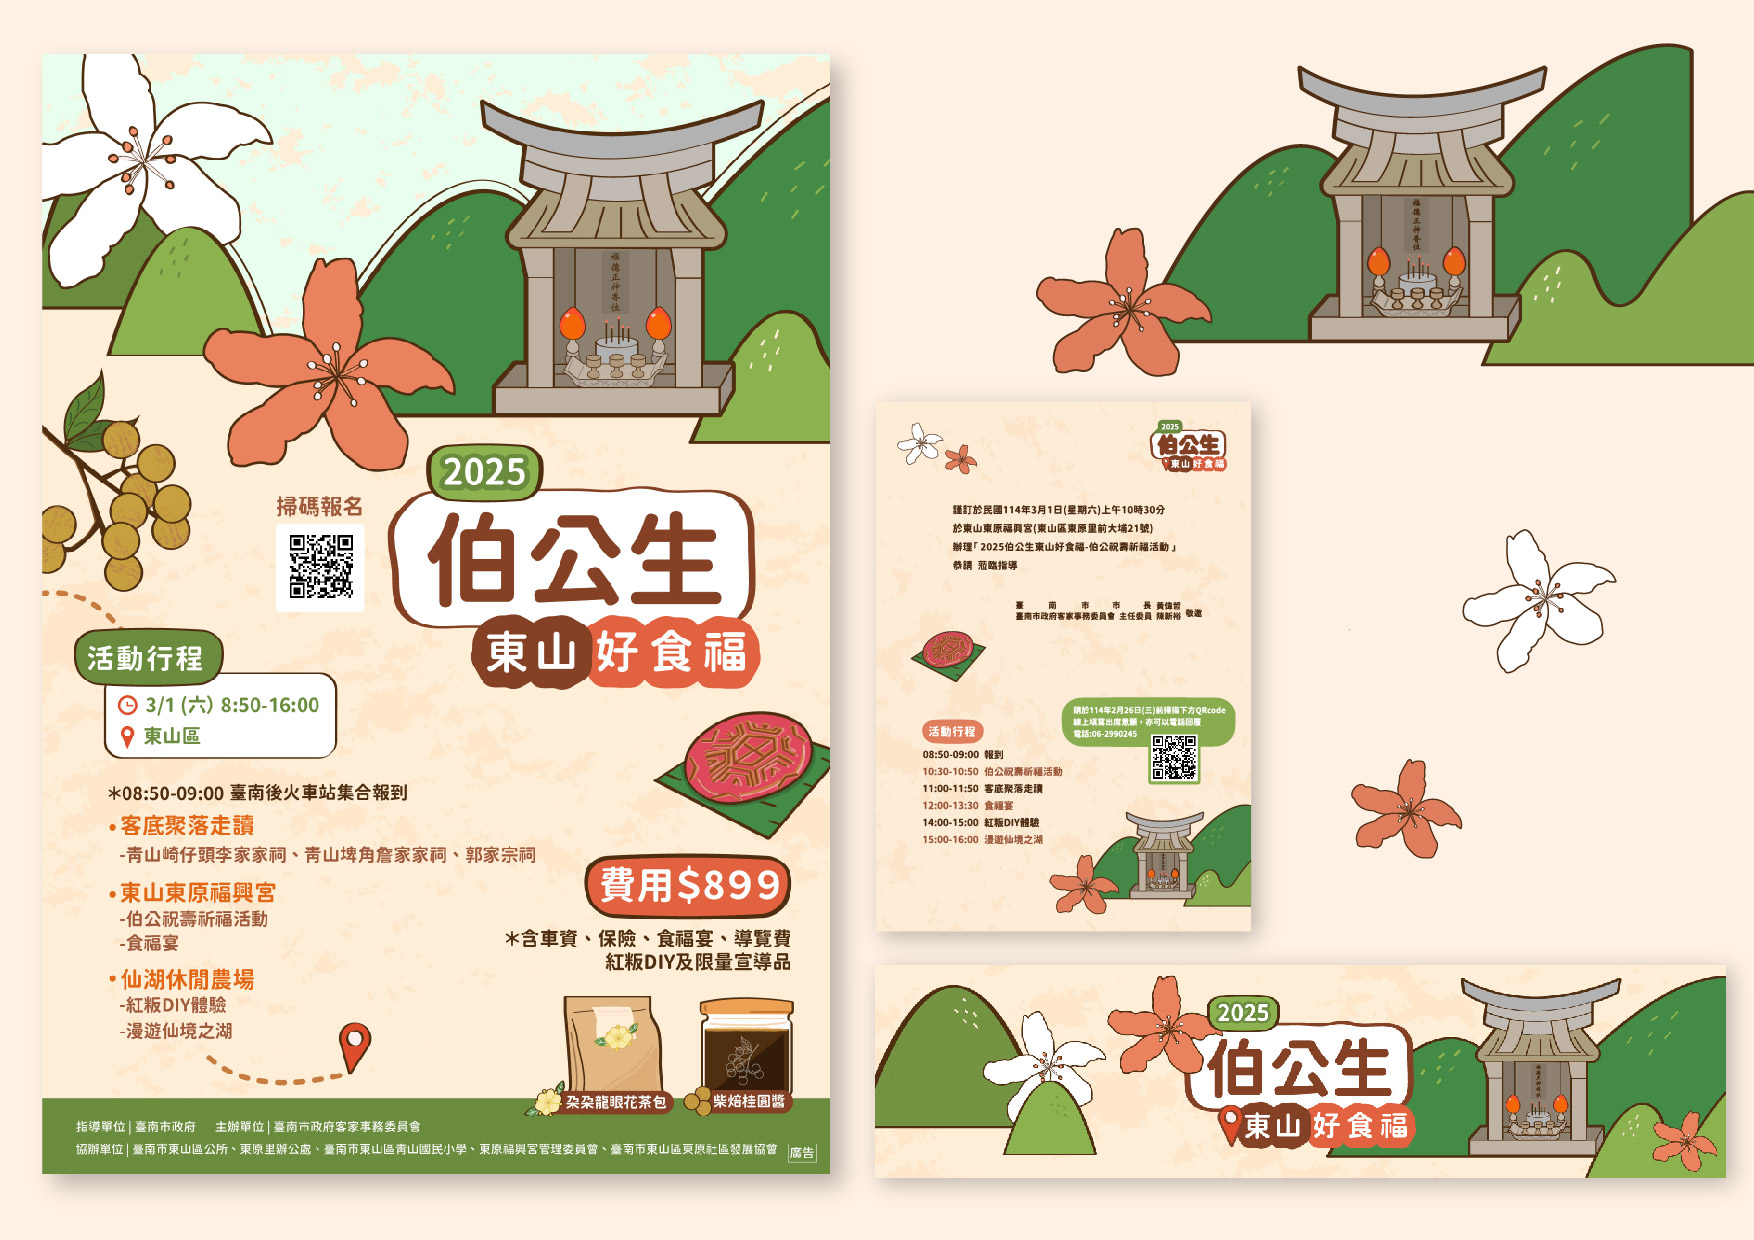 福德正神香位
2025
掃碼報名
伯公生
東山好食福
活動行程
3/1 (六) 8:50-16:00
東山區
＊08:50-09:00 臺南後火車站集合報到
•客底聚落走讀
-青山崎仔頭李家家祠、青山埤角詹家家祠、郭家宗祠
•東山東原福興宮
-伯公祝壽祈福活動
-食福宴
•仙湖休閒農場
-紅粄DIY體驗
-漫遊仙境之湖
費用$899
＊含車資、保險、食福宴、導覽費
紅粄DIY及限量宣導品
朶朶龍眼花茶包
柴焙桂圓醬
指導單位|臺南市政府 主辦單位|臺南市政府客家事務委員會
協辦單位|臺南市東山區公所、東原里辦公處、臺南市東山區青山國民小學、東原福興宮管理委員會、臺南市東山區東原社區發展協會
廣告
福德正神香位
2025
伯公生
東山好食福
謹訂於民國114年3月1日(星期六)上午10時30分
於東山東原福興宮(東山區東原里前大埔21號)
辦理「2025伯公生東山好食福-伯公祝壽祈福活動」
恭請 蒞臨指導
臺南市市長 黃偉哲
臺南市政府客家事務委員會 主任委員 陳新裕 敬邀
請於114年2月26日(三)前掃描下方QRcode
線上填寫出席意願，亦可以電話回覆
電話:06-2990245
活動行程
08:50-09:00 報到
10:30-10:50 伯公祝壽祈福活動
11:00-11:50 客底聚落走讀
12:00-13:30 食福宴
14:00-15:00 紅粄DIY體驗
15:00-16:00 漫遊仙境之湖
2025
伯公生
東山好食福
福德正神香位